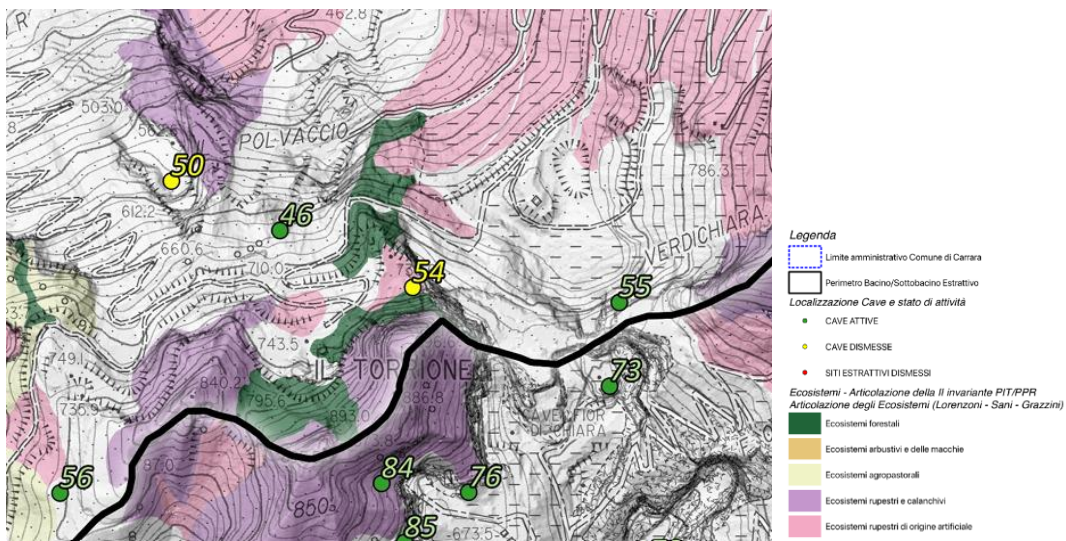 R
462.8
503.0
POLVACCIO
50
786.3
612.2
46
VERDICHIARA
660.6
710.0
54
55
743.5
749.1
IL TORRIONE
73
840.2
795.6
886.8
735.9
893.0
CAVE FIOR
DI CHIARA
56
87.0
84
76
850
85
673.5
8
Legenda
Limite amministrativo Comune di Carrara
Perimetro Bacino/Sottobacino Estrattivo
Localizzazione Cave e stato di attività
CAVE ATTIVE
CAVE DISMESSE
SITI ESTRATTIVI DISMESSI
Ecosistemi - Articolazione della II invariante PIT/PPR
Articolazione degli Ecosistemi (Lorenzoni - Sani - Grazzini)
Ecosistemi forestali
Ecosistemi arbustivi e delle macchie
Ecosistemi agropastorali
Ecosistemi rupestri e calanchivi
Ecosistemi rupestri di origine artificiale